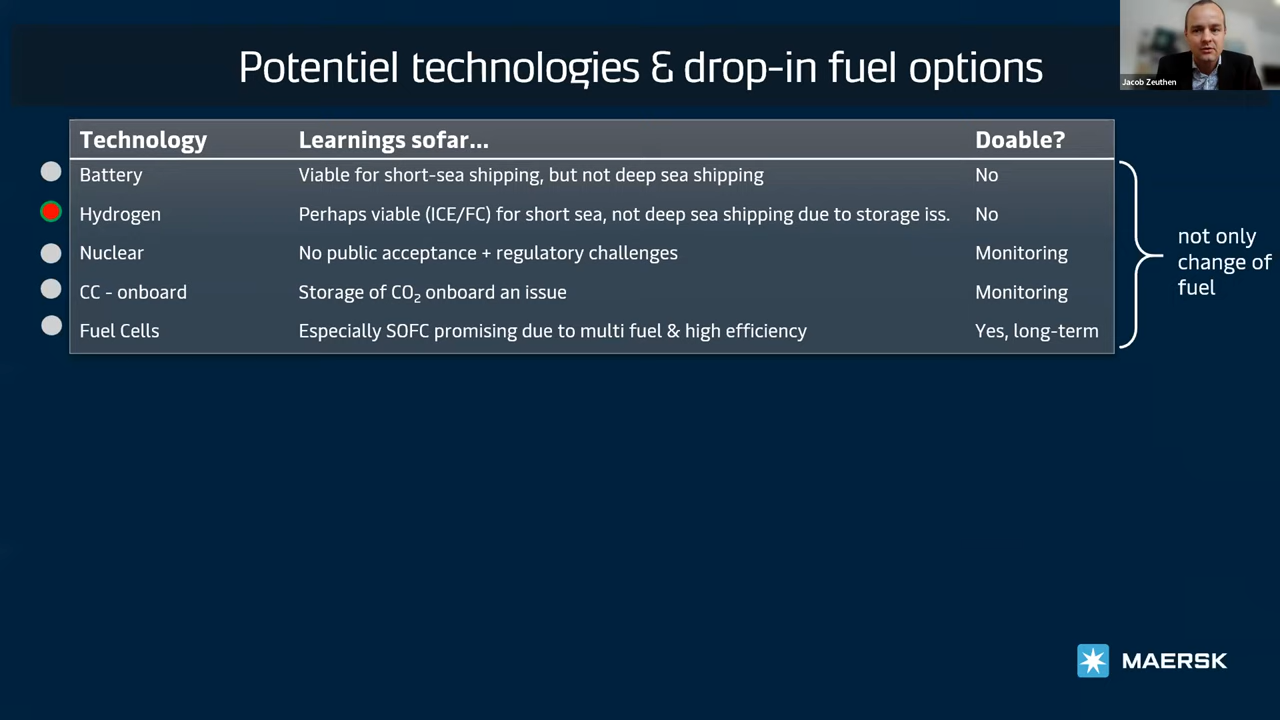 Potentiel technologies & drop-in fuel options
Jacob Zeuthen
Technology Learnings sofar... Doable?
Battery Viable for short-sea shipping, but not deep sea shipping No
Hydrogen Perhaps viable (ICE/FC) for short sea, not deep sea shipping due to storage iss. No
Nuclear No public acceptance + regulatory challenges Monitoring
CC - onboard Storage of CO₂ onboard an issue Monitoring
Fuel Cells Especially SOFC promising due to multi fuel & high efficiency Yes, long-term
not only
change of
fuel
MAERSK